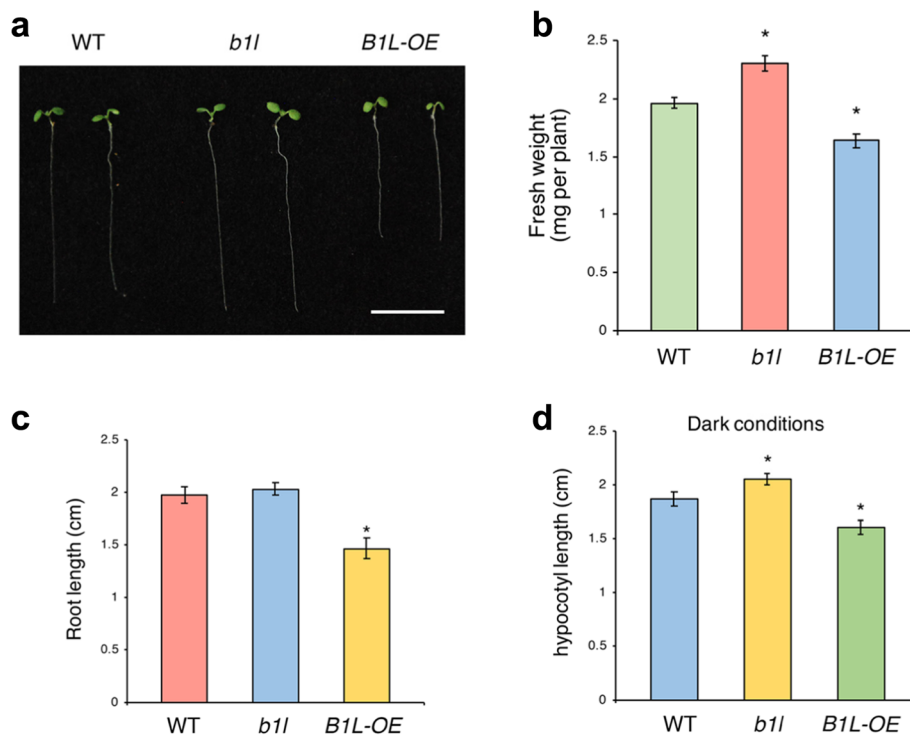 a
WT b1l B1L-OE
b
2.5
2
1.5
1
0.5
0
Fresh weight
(mg per plant)
* *
WT b1l B1L-OE
c
2.5
2
1.5
1
0.5
0
Root length (cm)
*
WT b1l B1L-OE
d
Dark conditions
2.5
2
1.5
1
0.5
0
hypocotyl length (cm)
* *
WT b1l B1L-OE